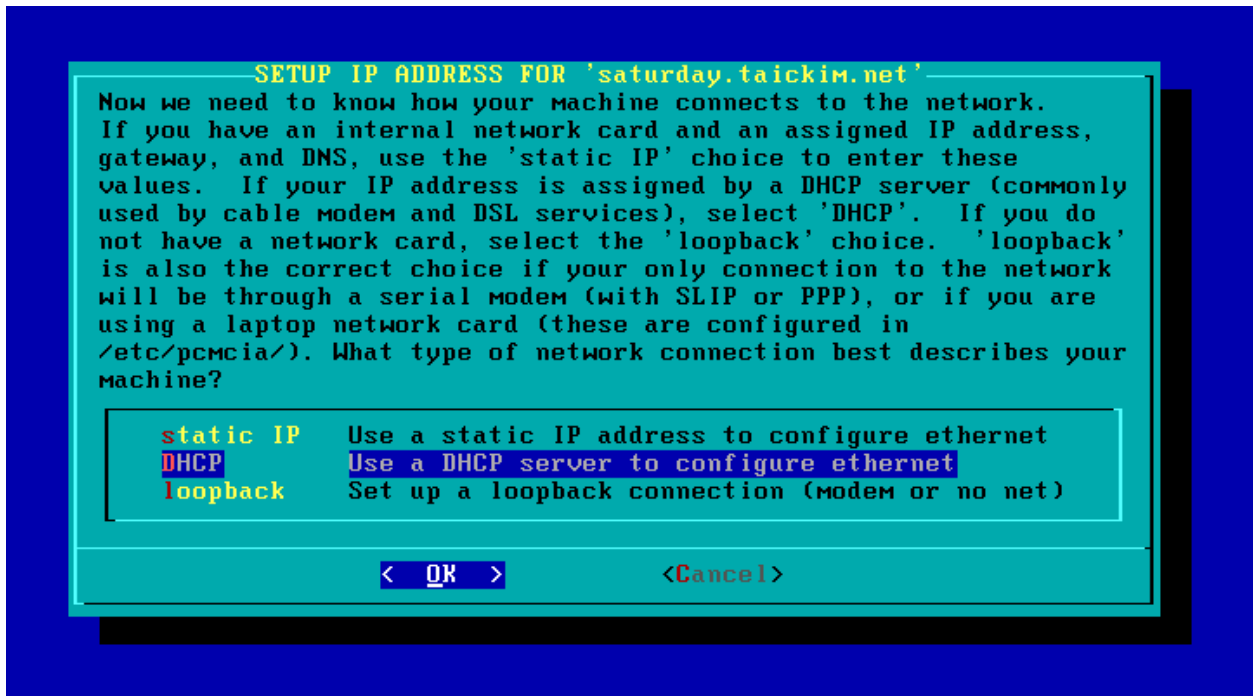 SETUP IP ADDRESS FOR 'saturday.taickim.net'
Now we need to know how your machine connects to the network.
If you have an internal network card and an assigned IP address,
gateway, and DNS, use the 'static IP' choice to enter these
values.  If your IP address is assigned by a DHCP server (commonly
used by cable modem and DSL services), select 'DHCP'.  If you do
not have a network card, select the 'loopback' choice.  'loopback'
is also the correct choice if your only connection to the network
will be through a serial modem (with SLIP or PPP), or if you are
using a laptop network card (these are configured in
/etc/pcmcia/). What type of network connection best describes your
machine?
static IP   Use a static IP address to configure ethernet
DHCP        Use a DHCP server to configure ethernet
loopback    Set up a loopback connection (modem or no net)
<  OK  >          <Cancel>